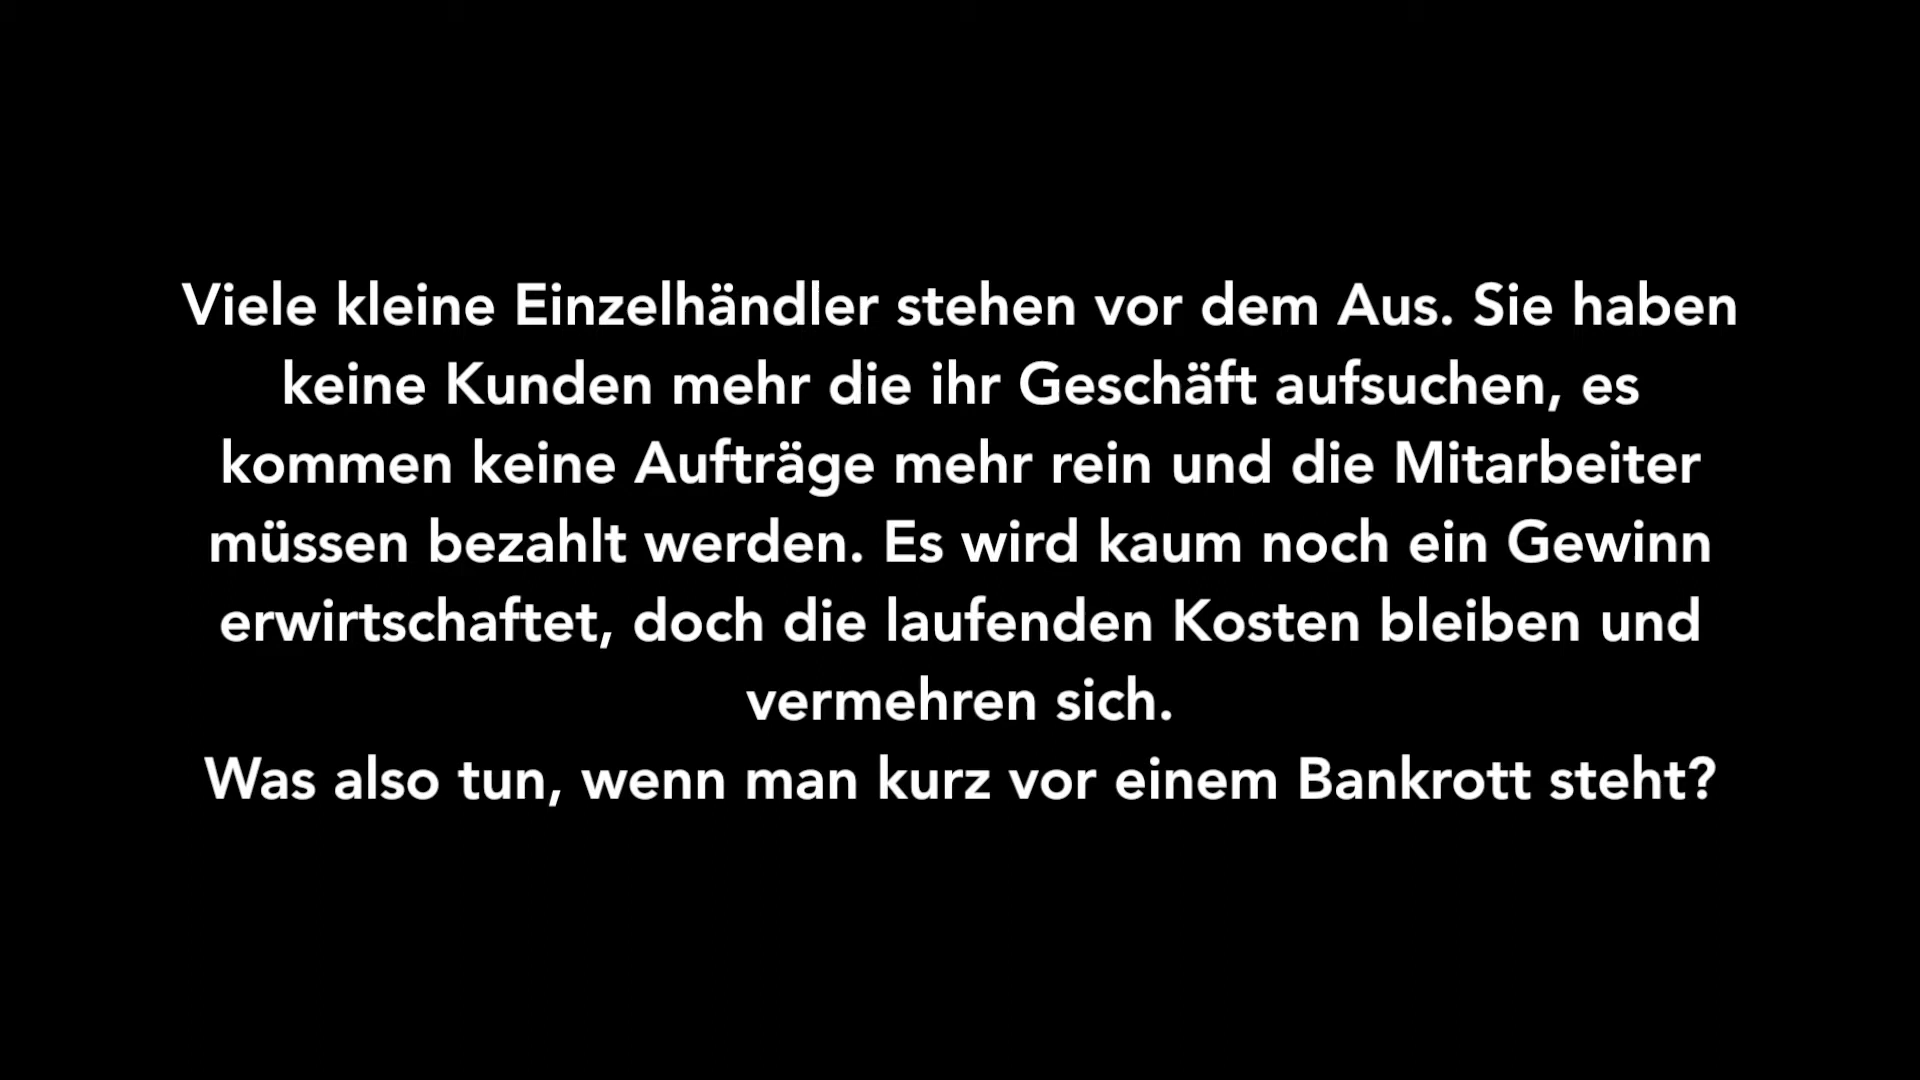 Viele kleine Einzelhändler stehen vor dem Aus. Sie haben
keine Kunden mehr die ihr Geschäft aufsuchen, es
kommen keine Aufträge mehr rein und die Mitarbeiter
müssen bezahlt werden. Es wird kaum noch ein Gewinn
erwirtschaftet, doch die laufenden Kosten bleiben und
vermehren sich.
Was also tun, wenn man kurz vor einem Bankrott steht?